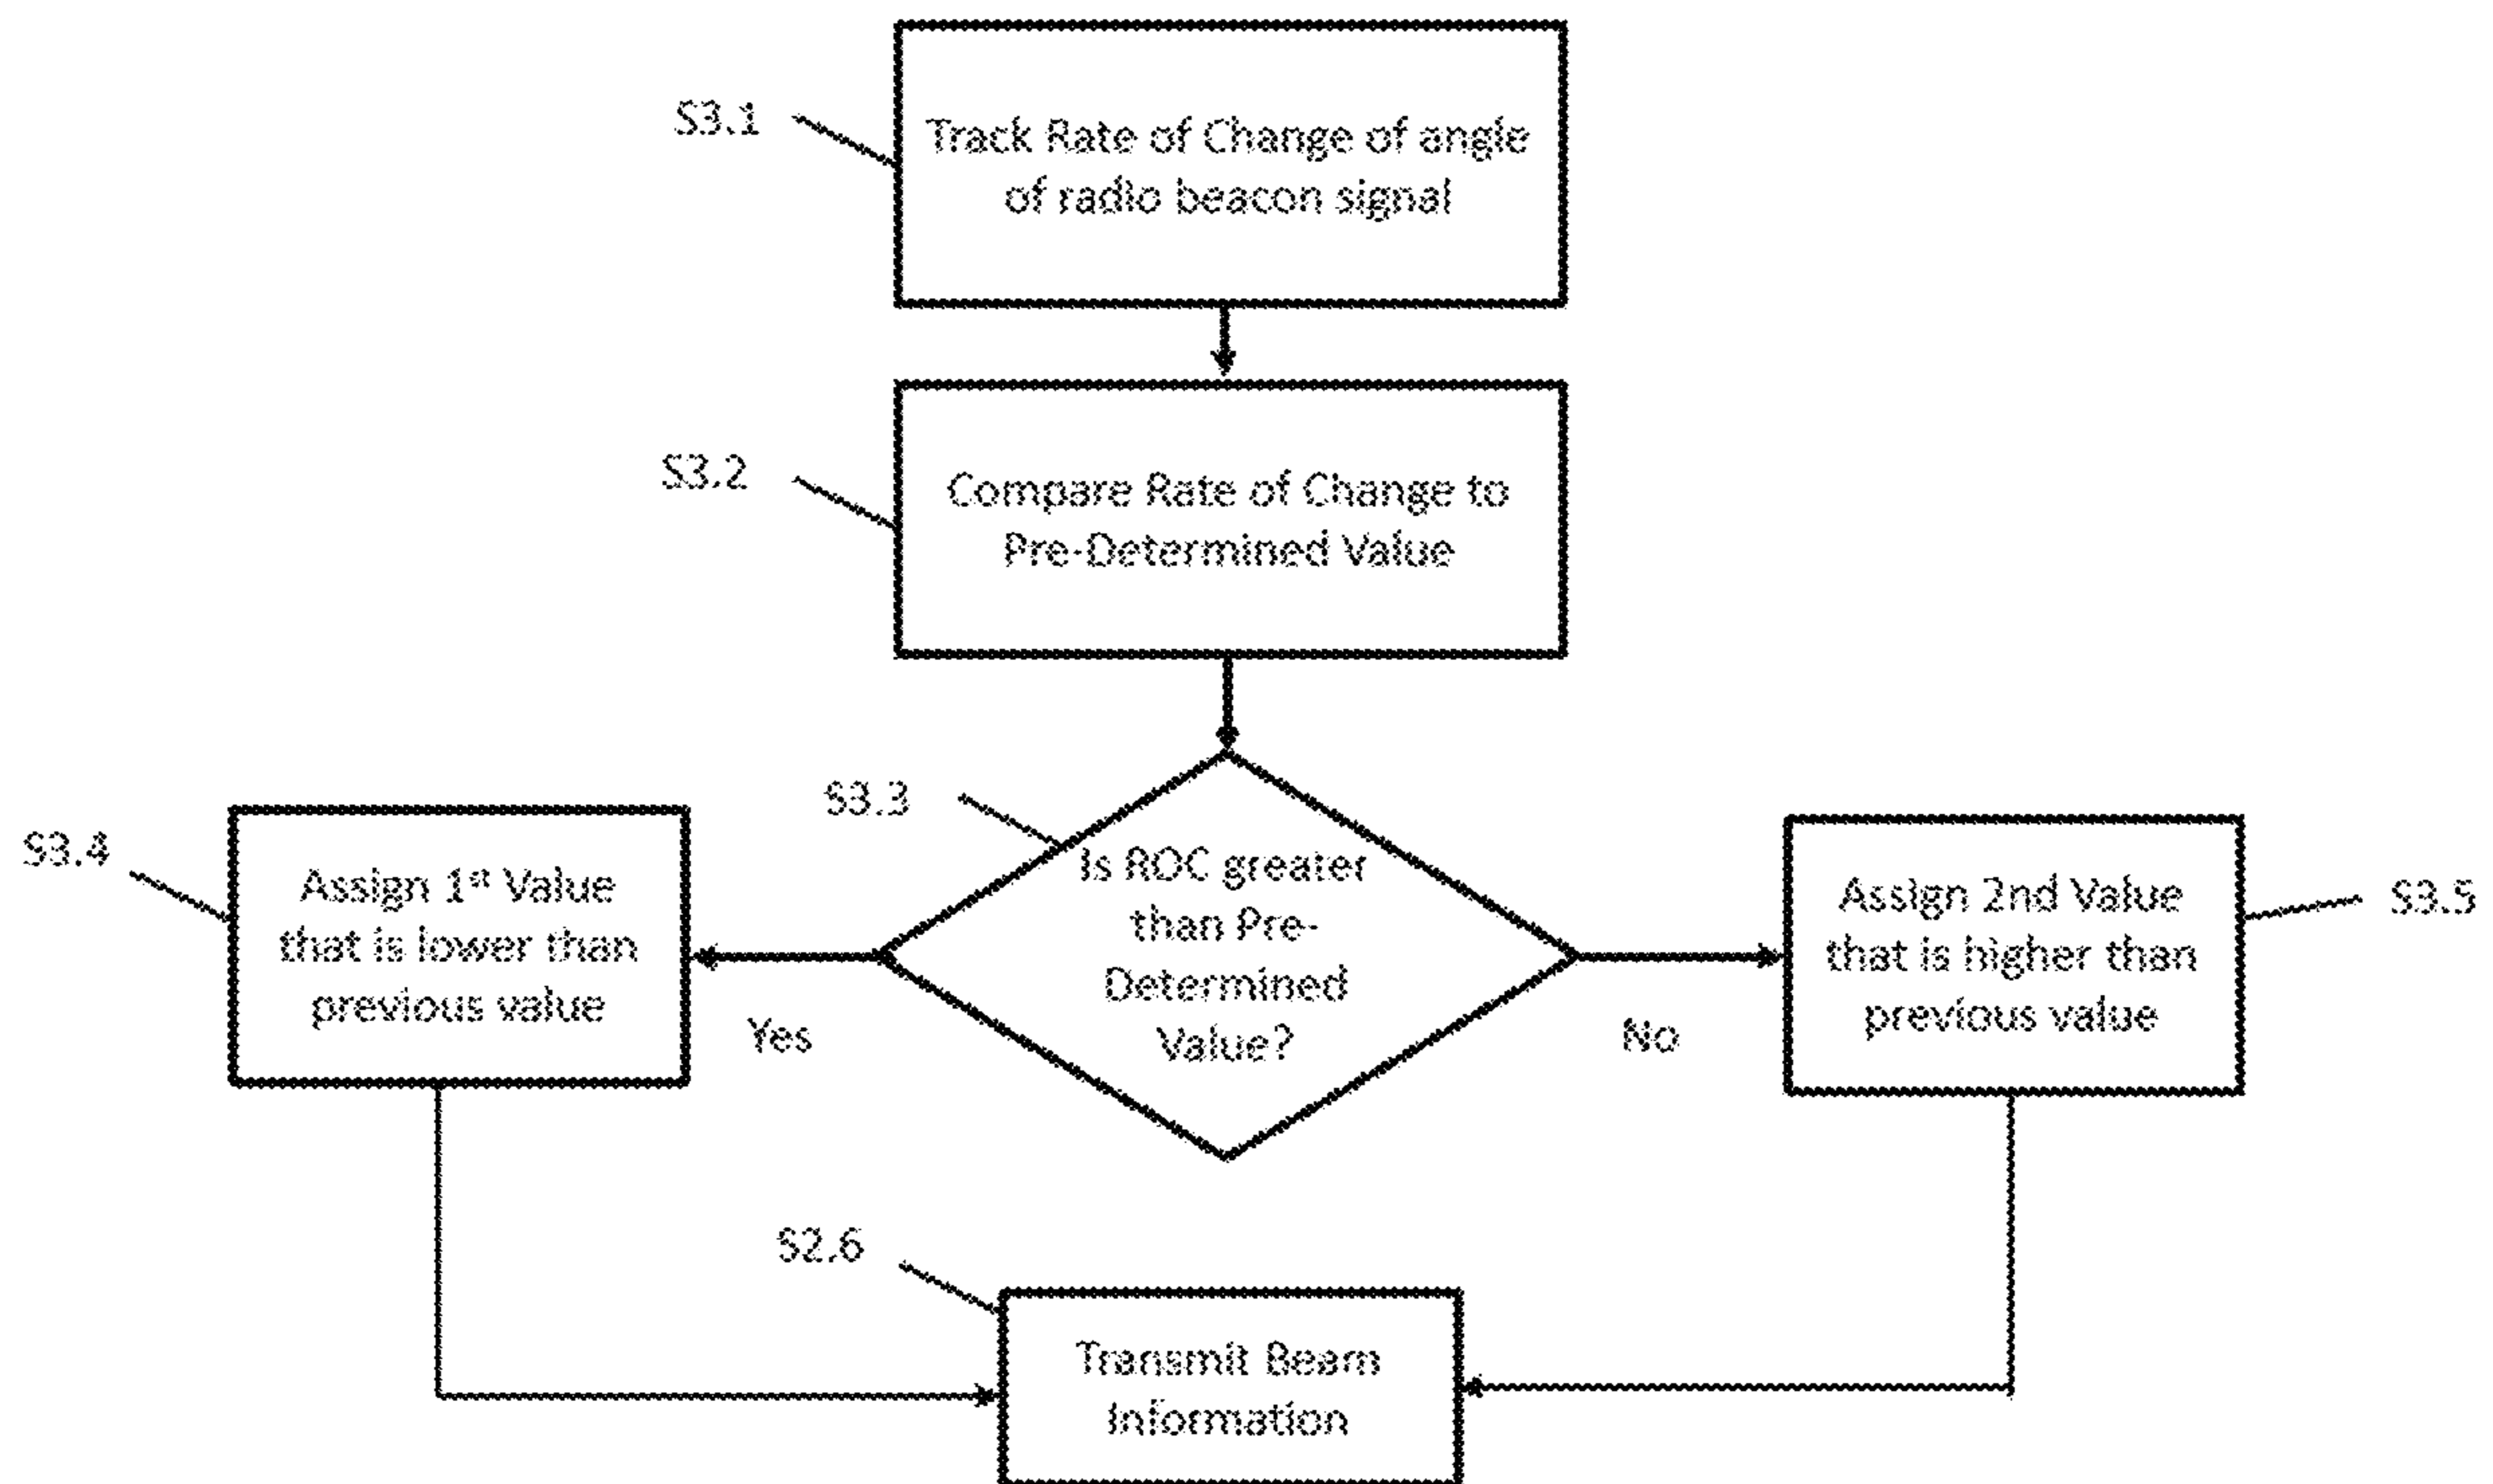 S3.1
Track Rate of Change of angle
of radio beacon signal
S3.2
Compare Rate of Change to
Pre-Determined Value
S3.3
Is ROC greater
than Pre-
Determined
Value?
S3.4
Assign 1st Value
that is lower than
previous value
Yes
No
Assign 2nd Value
that is higher than
previous value
S3.5
S2.6
Transmit Beam
Information